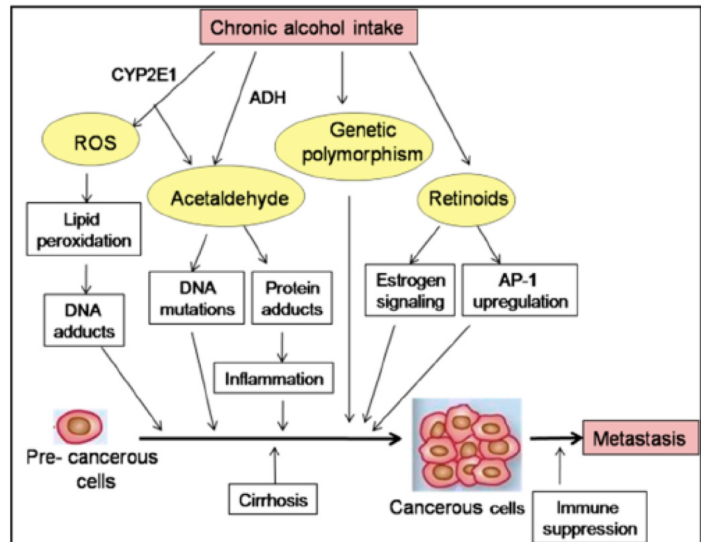 Chronic alcohol intake
CYP2E1
ADH
ROS
Genetic
polymorphism
Acetaldehyde
Retinoids
Lipid
peroxidation
DNA
mutations
Protein
adducts
Estrogen
signaling
AP-1
upregulation
DNA
adducts
Inflammation
Pre- cancerous
cells
Cirrhosis
Cancerous cells
Metastasis
Immune
suppression